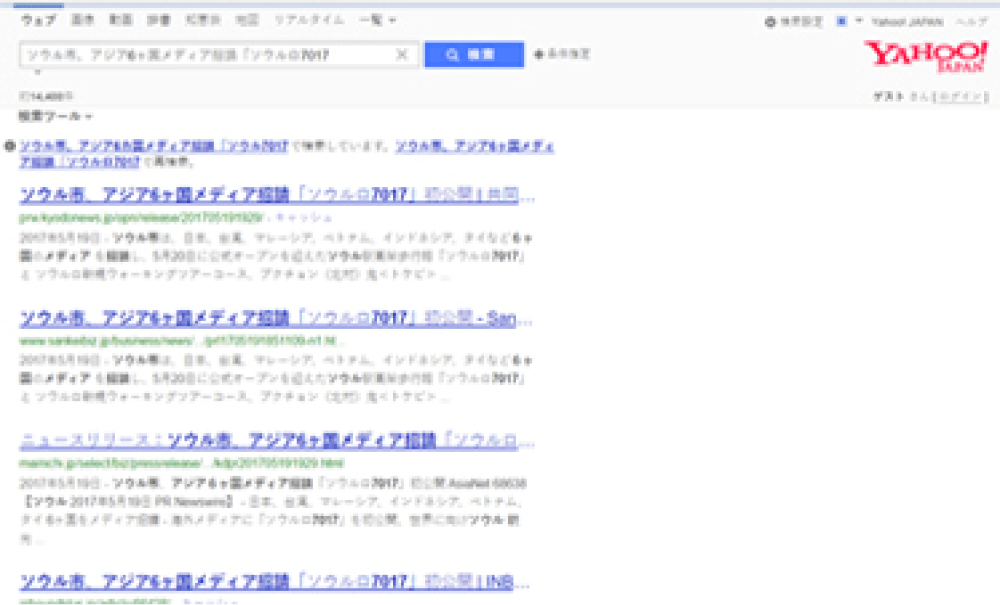 ウェブ 画像 動画 辞書 知恵袋 地図 リアルタイム 一覧
検索設定 Yahoo! JAPAN ヘルプ
ソウル市、アジア6ヶ国メディア招請「ソウルロ7017 検索 条件指定
YAHOO!
JAPAN
約14,400件
ゲスト さん [ログイン]
検索ツール
ソウル市、アジア6カ国メディア招請「ソウル7017で検索しています。ソウル市、アジア6ヶ国メディ
ア招請「ソウルロ7017で再検索。
ソウル市、アジア6ヶ国メディア招請「ソウルロ7017」初公開 | 共同...
prw.kyodonews.jp/opn/release/201705191929/ - キャッシュ
2017年5月19日 - ソウル市は、日本、台湾、マレーシア、ベトナム、インドネシア、タイなど6ヶ
国のメディア を招請し、5月20日に公式オープンを迎えたソウル駅高架歩行路「ソウルロ7017」
と ソウルロ新規ウォーキングツアーコース、プクチョン（北村）
ソウル市、アジア6ヶ国メディア招請「ソウルロ7017」初公開 - San...
www.sankeibiz.jp/business/news/.../prl1705191851109-n1.ht...
2017年5月19日 - ソウル市は、日本、台湾、マレーシア、ベトナム、インドネシア、タイなど6ヶ
国のメディア を招請し、5月20日に公式オープンを迎えたソウル駅高架歩行路「ソウルロ7017」
と ソウルロ新規ウォーキングツアーコース、プクチョン（北村）
ニュースリリース：ソウル市、アジア6ヶ国メディア招請「ソウルロ...
mainichi.jp/select/biz/pressrelease/.../kdpr201705191929.html
2017年5月19日 - ソウル市、アジア6ヶ国メディア招請「ソウルロ7017」初公開 AsiaNet 68638
【ソウル 2017年5月19日 PR Newswire】 - 日本、台湾、マレーシア、インドネシア、ベトナム、
タイ6ヶ国をメディア招請 - 海外メディアに「ソウルロ7017」を初公開、世界に向けソウル 観
光 ...
ソウル市、アジア6ヶ国メディア招請「ソウルロ7017」初公開 | INB...